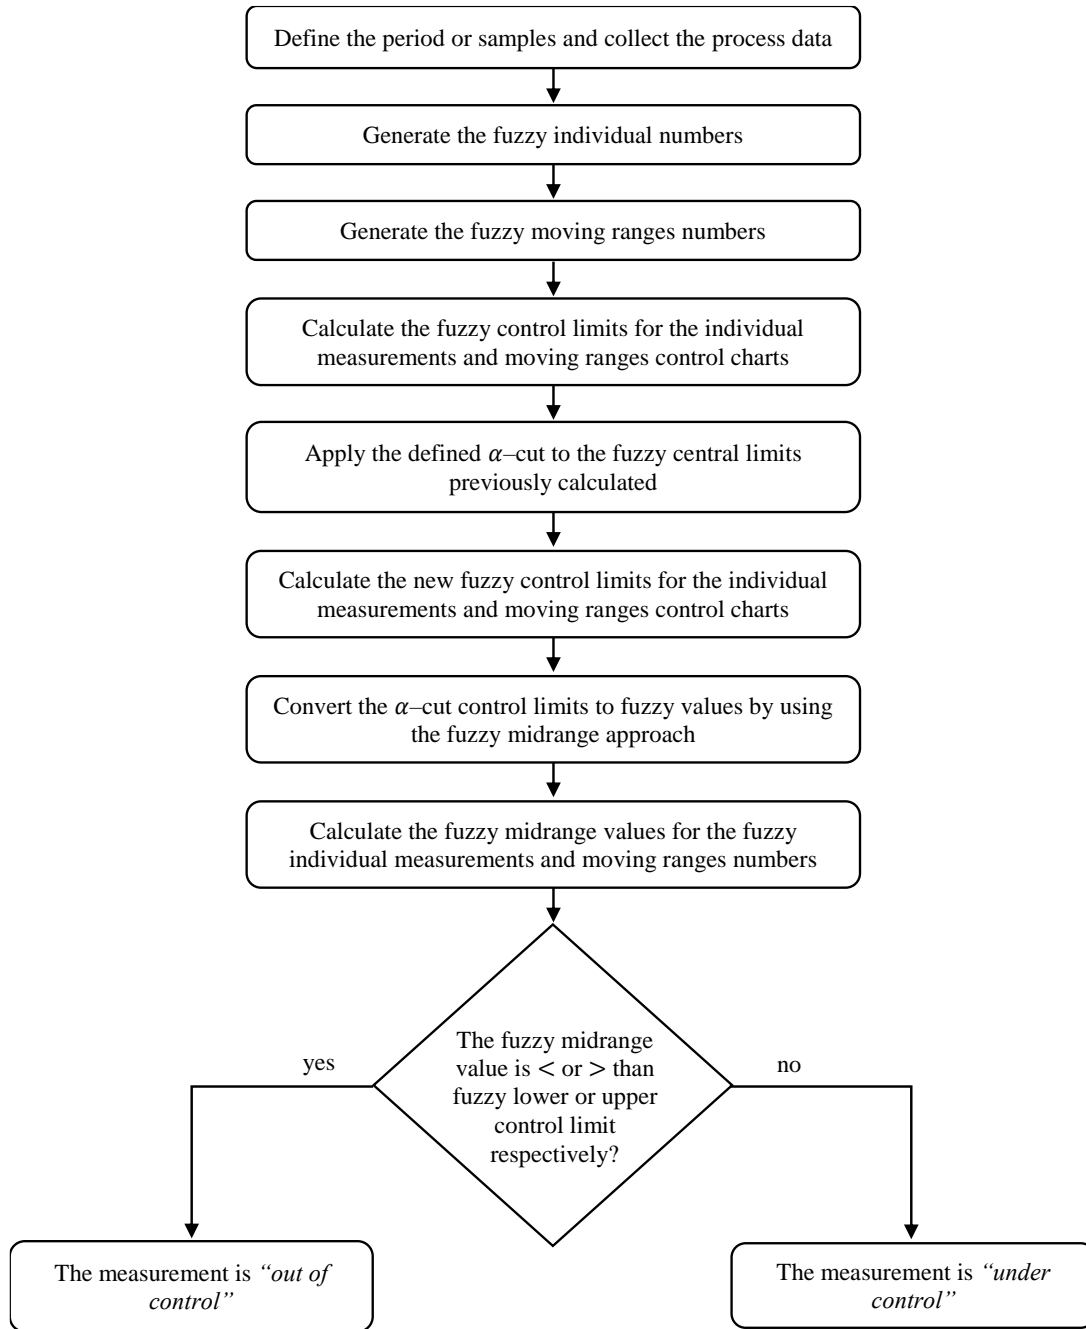 Define the period or samples and collect the process data
Generate the fuzzy individual numbers
Generate the fuzzy moving ranges numbers
Calculate the fuzzy control limits for the individual
measurements and moving ranges control charts
Apply the defined α–cut to the fuzzy central limits
previously calculated
Calculate the new fuzzy control limits for the individual
measurements and moving ranges control charts
Convert the α–cut control limits to fuzzy values by using
the fuzzy midrange approach
Calculate the fuzzy midrange values for the fuzzy
individual measurements and moving ranges numbers
The fuzzy midrange
value is < or > than
fuzzy lower or upper
control limit
respectively?
yes
no
The measurement is “out of
control”
The measurement is “under
control”